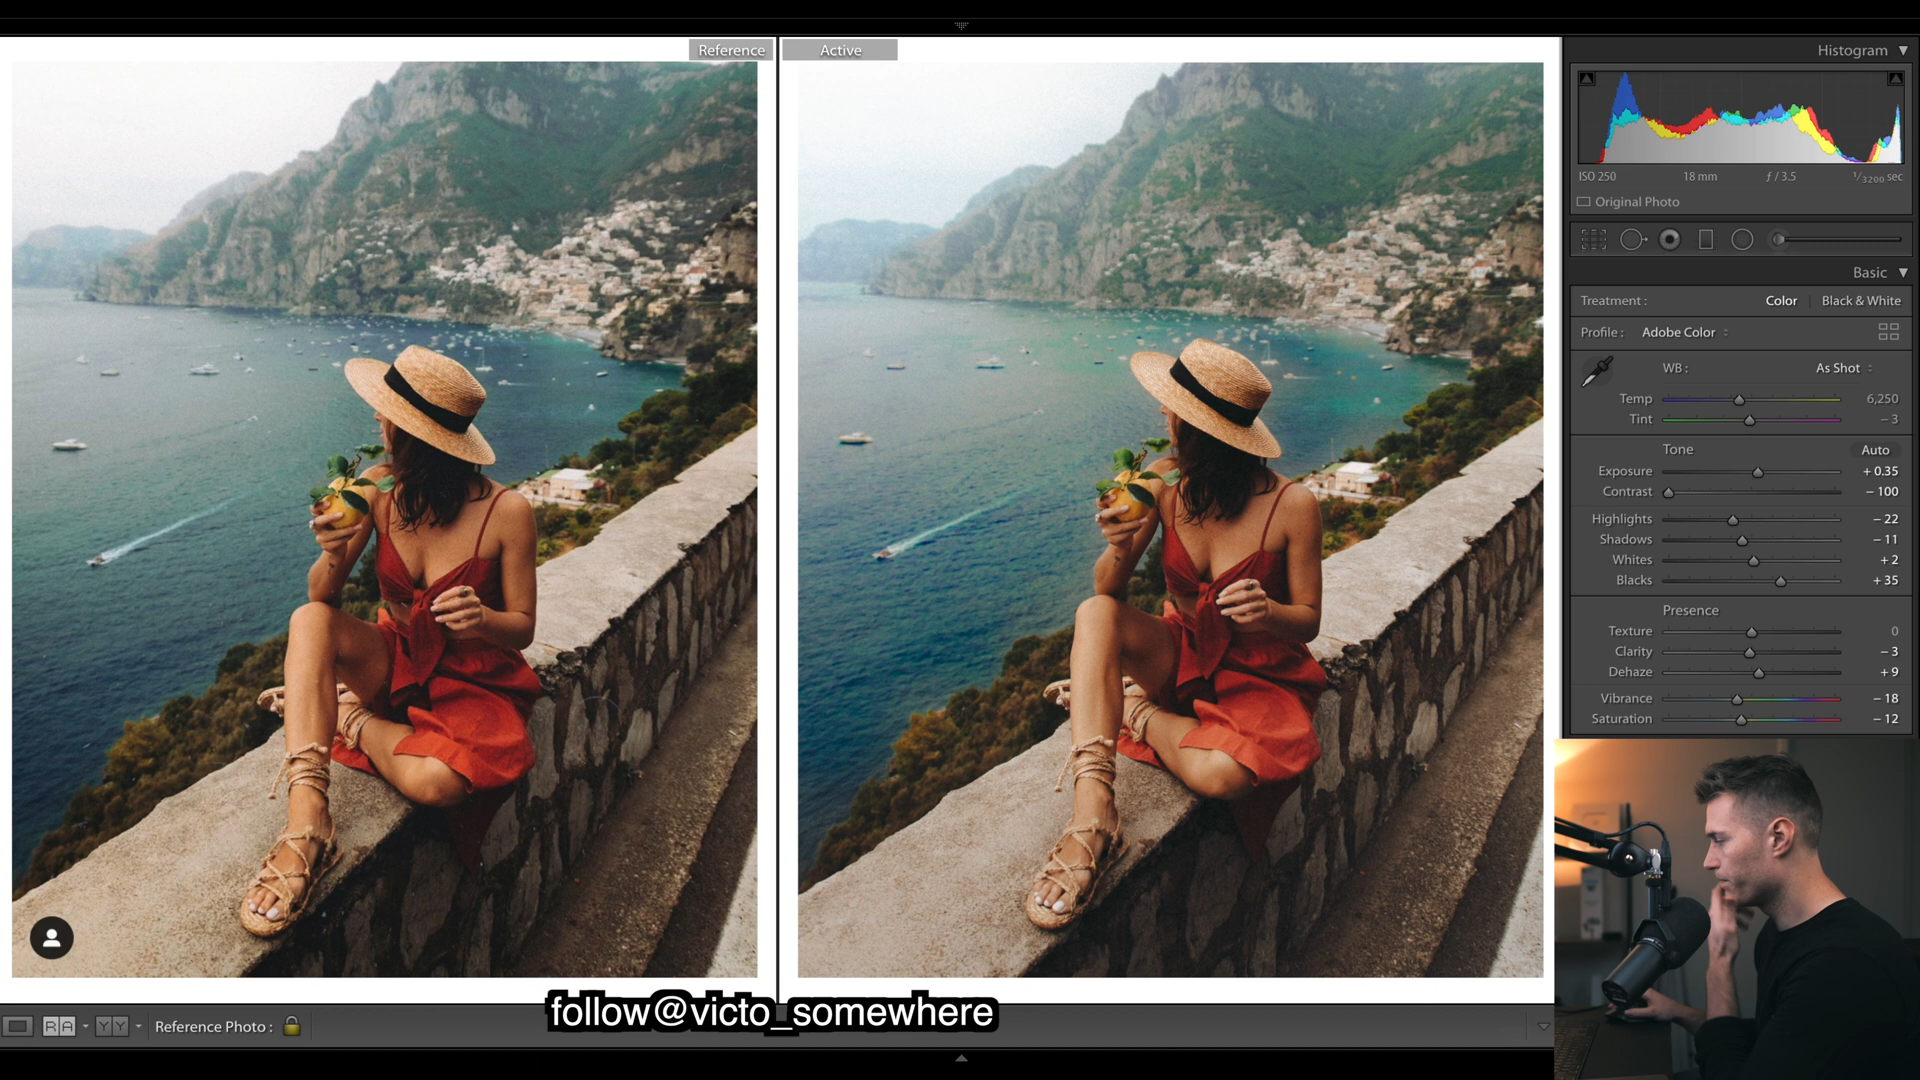 Reference
Active
Histogram
ISO 250 18 mm ƒ / 3.5 1/3200 sec
Original Photo
Basic
Treatment : Color Black & White
Profile : Adobe Color
WB : As Shot
Temp 6,250
Tint − 3
Tone Auto
Exposure + 0.35
Contrast − 100
Highlights − 22
Shadows − 11
Whites + 2
Blacks + 35
Presence
Texture 0
Clarity − 3
Dehaze + 9
Vibrance − 18
Saturation − 12
follow@victo_somewhere
R A Y Y Reference Photo :